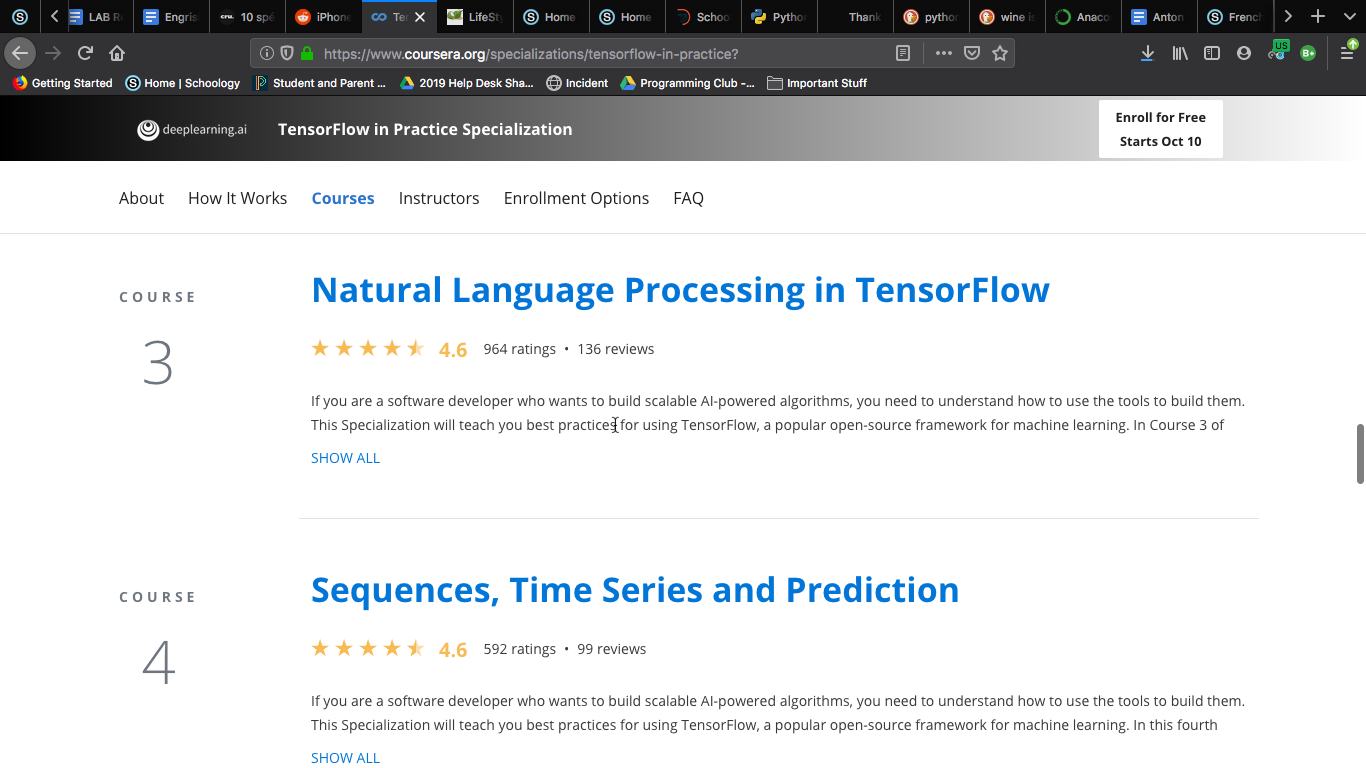 LAB R
Engris
cnu. 10 spé
iPhone
Ter
LifeSty
Home
Home
Schoo
Pythor
Thank
python
wine is
Anaco
Anton
French
https://www.coursera.org/specializations/tensorflow-in-practice?
US
B+
Getting Started
Home | Schoology
Student and Parent ...
2019 Help Desk Sha...
Incident
Programming Club -...
Important Stuff
deeplearning.ai
TensorFlow in Practice Specialization
Enroll for Free
Starts Oct 10
About
How It Works
Courses
Instructors
Enrollment Options
FAQ
COURSE
3
Natural Language Processing in TensorFlow
4.6 964 ratings • 136 reviews
If you are a software developer who wants to build scalable AI-powered algorithms, you need to understand how to use the tools to build them.
This Specialization will teach you best practices for using TensorFlow, a popular open-source framework for machine learning. In Course 3 of
SHOW ALL
COURSE
4
Sequences, Time Series and Prediction
4.6 592 ratings • 99 reviews
If you are a software developer who wants to build scalable AI-powered algorithms, you need to understand how to use the tools to build them.
This Specialization will teach you best practices for using TensorFlow, a popular open-source framework for machine learning. In this fourth
SHOW ALL